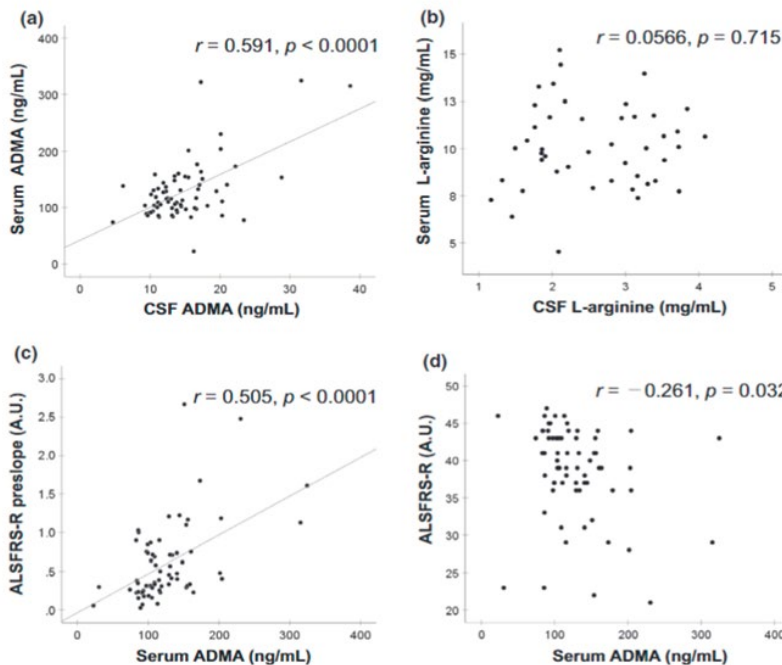 (a)
r = 0.591, p < 0.0001
Serum ADMA (ng/mL)
400
300
200
100
0
0 10 20 30 40
CSF ADMA (ng/mL)
(b)
r = 0.0566, p = 0.715
Serum L-arginine (mg/mL)
15
13
10
8
5
1 2 3 4 5
CSF L-arginine (mg/mL)
(c)
r = 0.505, p < 0.0001
ALSFRS-R preslope (A.U.)
3.0
2.5
2.0
1.5
1.0
.5
.0
0 100 200 300 400
Serum ADMA (ng/mL)
(d)
r = −0.261, p = 0.032
ALSFRS-R (A.U.)
50
45
40
35
30
25
20
0 100 200 300 400
Serum ADMA (ng/mL)